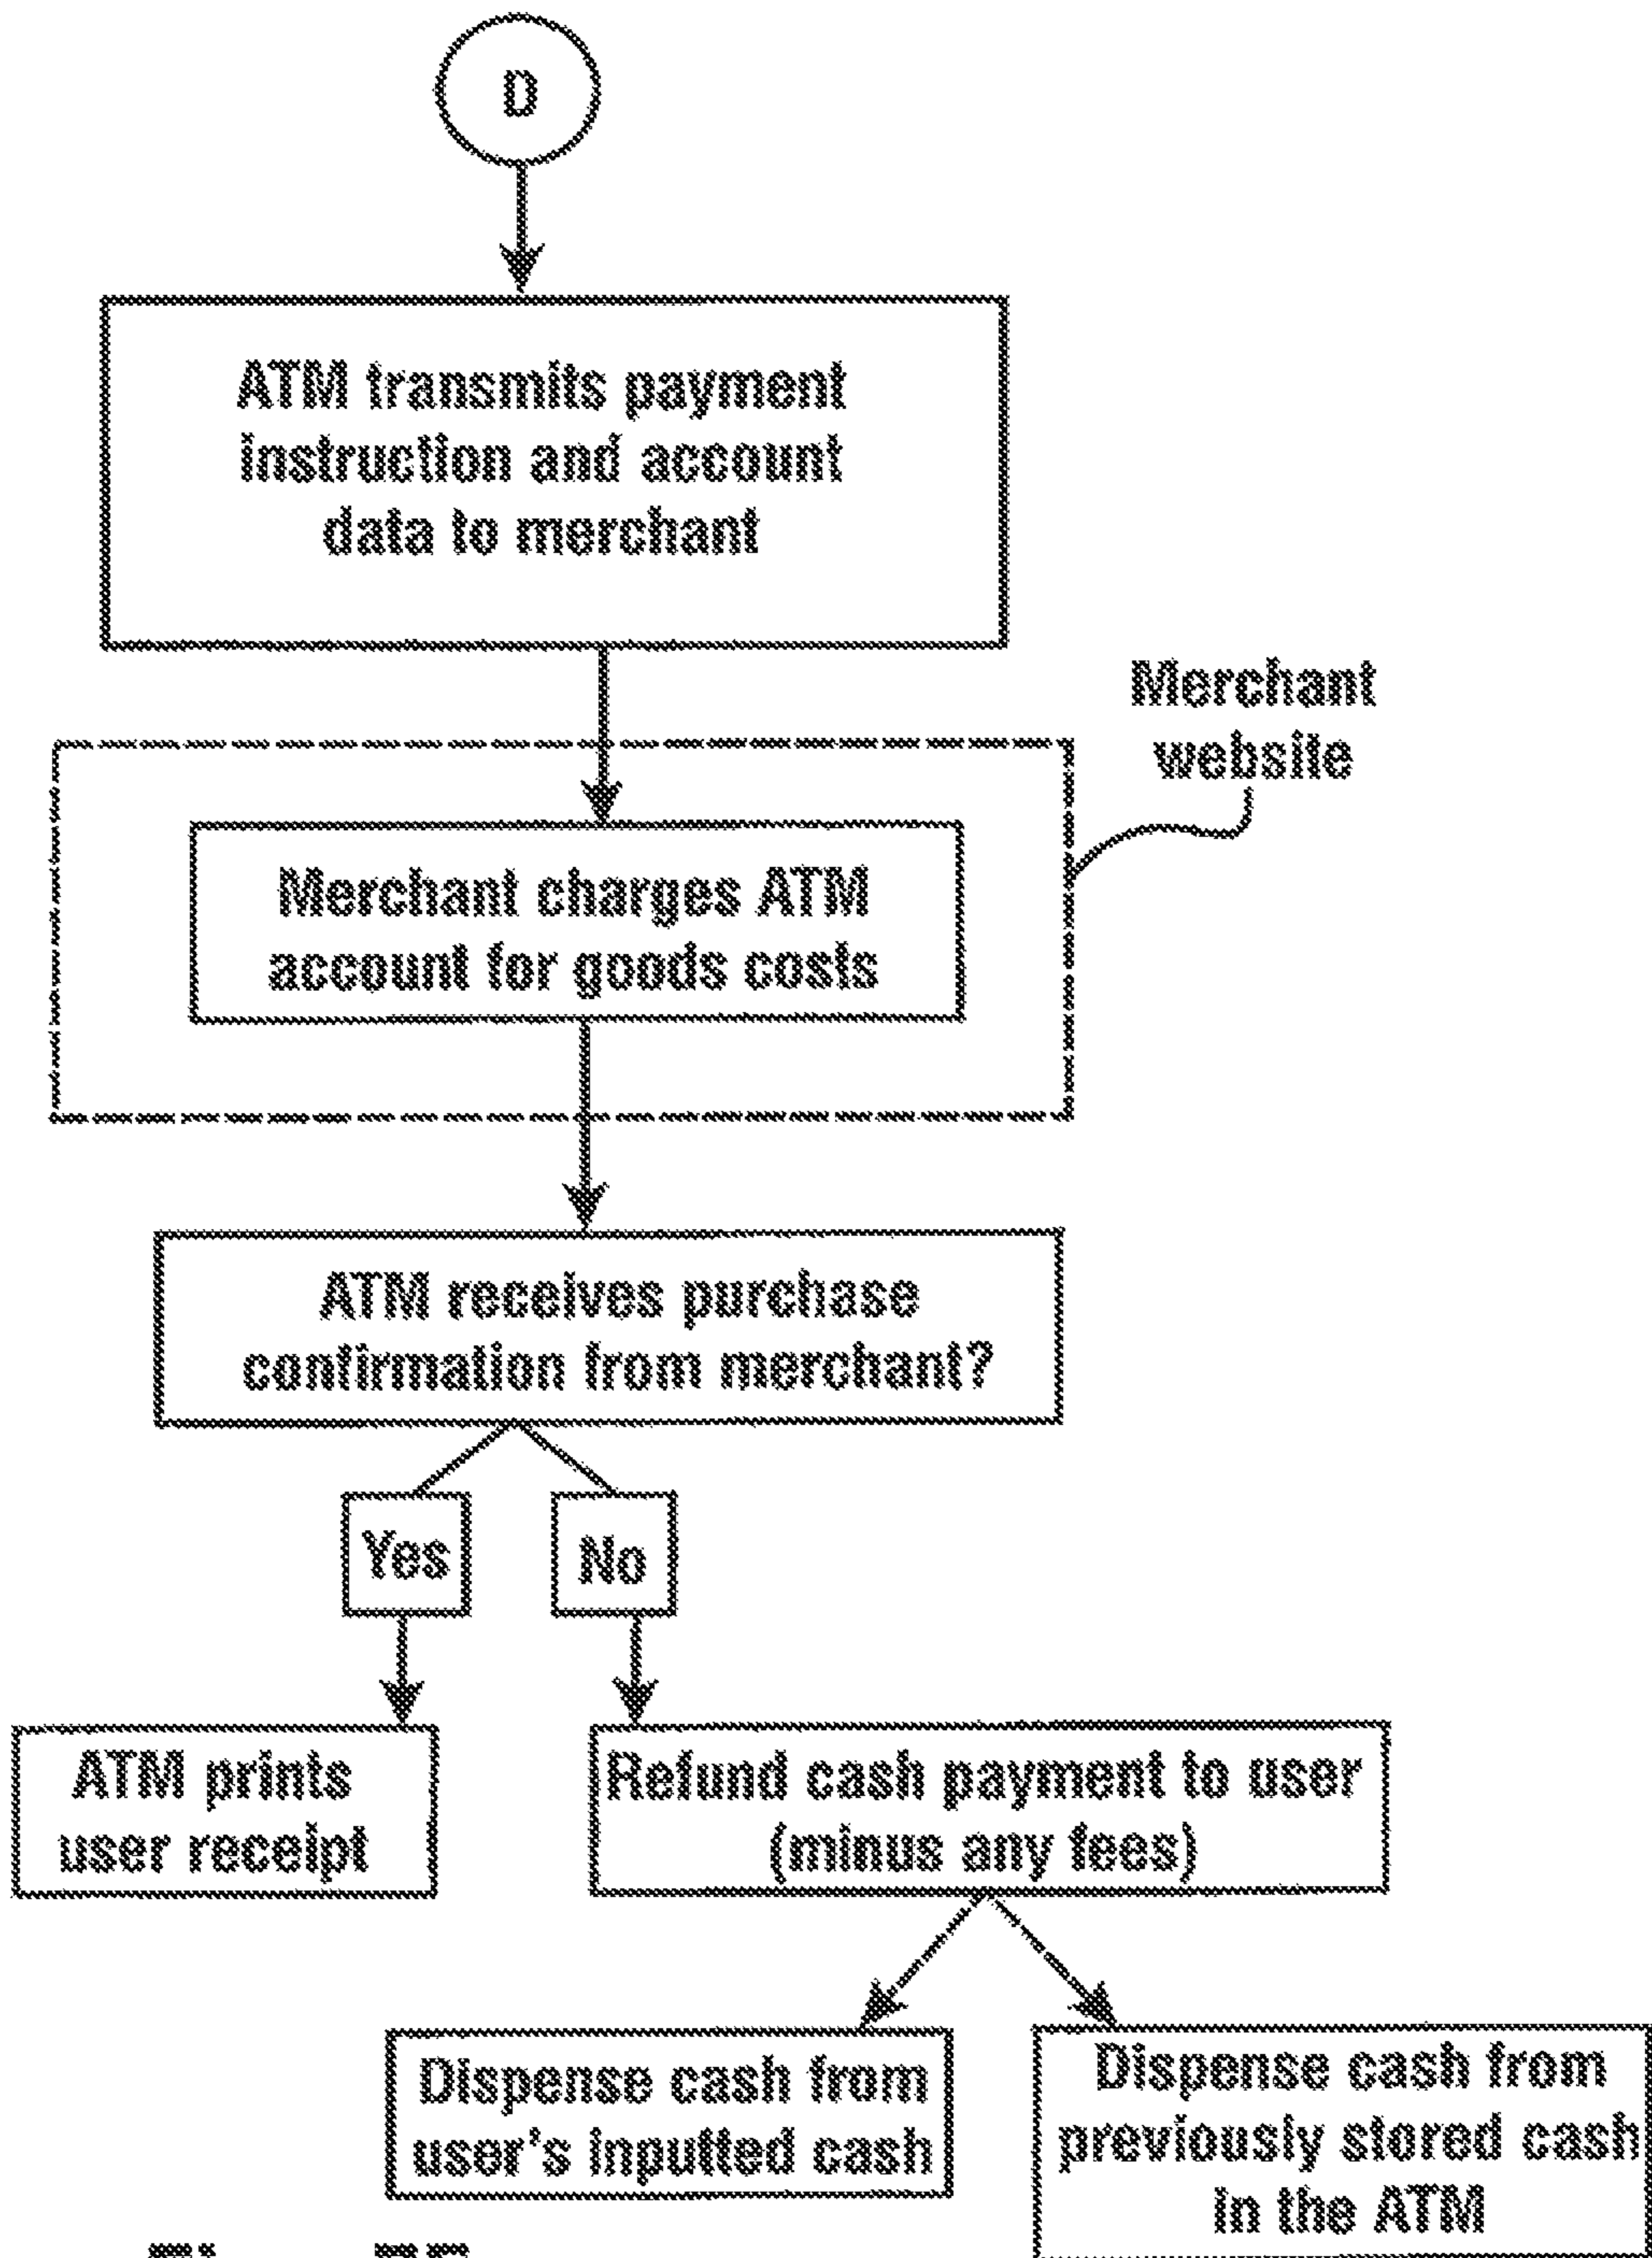 D
ATM transmits payment
instruction and account
data to merchant
Merchant
website
Merchant charges ATM
account for goods costs
ATM receives purchase
confirmation from merchant?
Yes
No
ATM prints
user receipt
Refund cash payment to user
(minus any fees)
Dispense cash from
user's inputted cash
Dispense cash from
previously stored cash
in the ATM